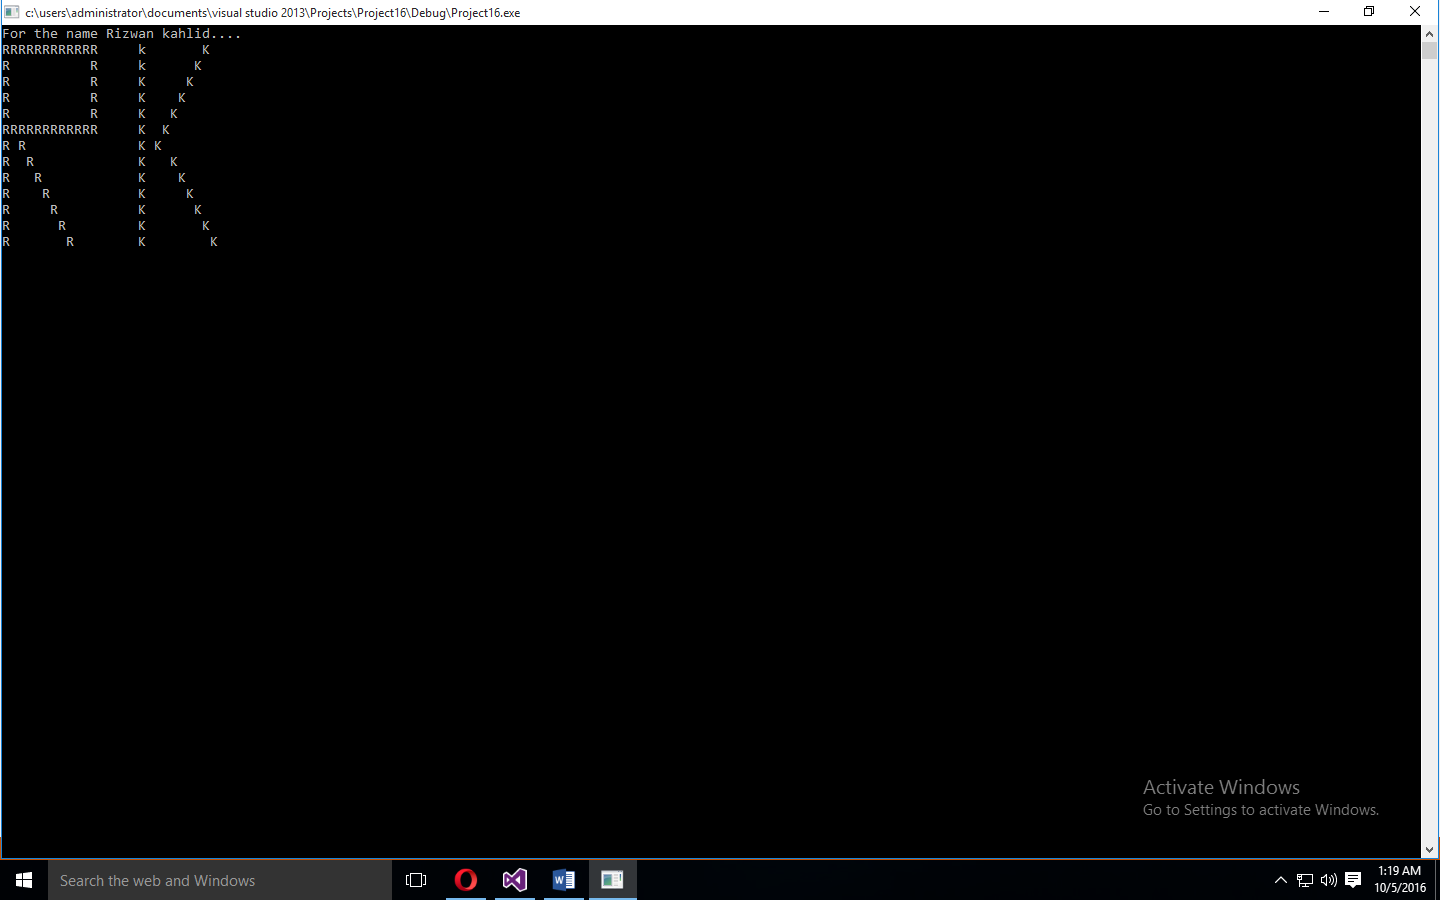 c:\users\administrator\documents\visual studio 2013\Projects\Project16\Debug\Project16.exe
For the name Rizwan kahlid....
RRRRRRRRRRRR     k       K
R          R     k      K
R          R     K     K
R          R     K    K
R          R     K   K
RRRRRRRRRRRR     K  K
R R              K K
R  R             K   K
R   R            K    K
R    R           K     K
R     R          K      K
R      R         K       K
R       R        K        K
Activate Windows
Go to Settings to activate Windows.
Search the web and Windows
1:19 AM
10/5/2016